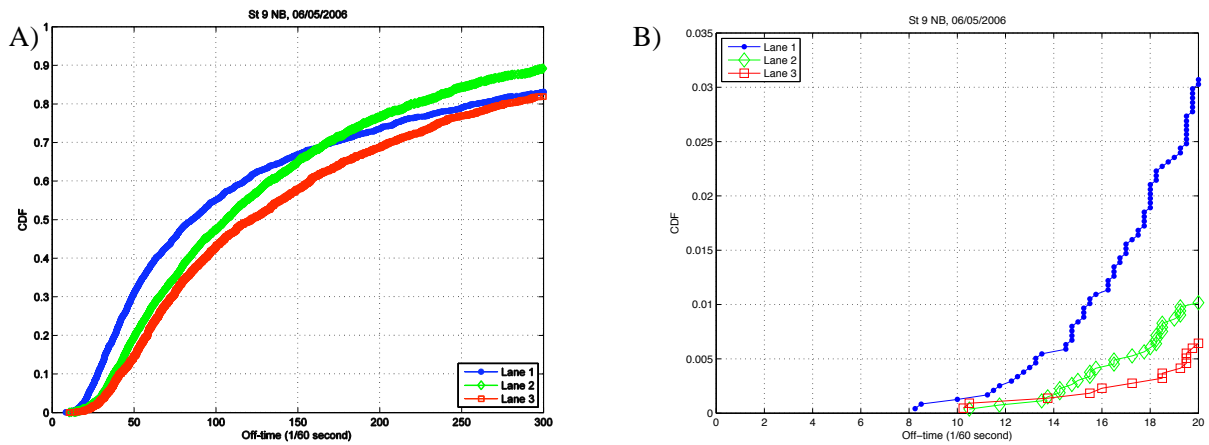 A)
St 9 NB, 06/05/2006
1
0.9
0.8
0.7
0.6
0.5
0.4
0.3
0.2
0.1
0
CDF
0 50 100 150 200 250 300
Off-time (1/60 second)
Lane 1
Lane 2
Lane 3
B)
St 9 NB, 06/05/2006
0.035
0.03
0.025
0.02
0.015
0.01
0.005
0
CDF
0 2 4 6 8 10 12 14 16 18 20
Off-time (1/60 second)
Lane 1
Lane 2
Lane 3